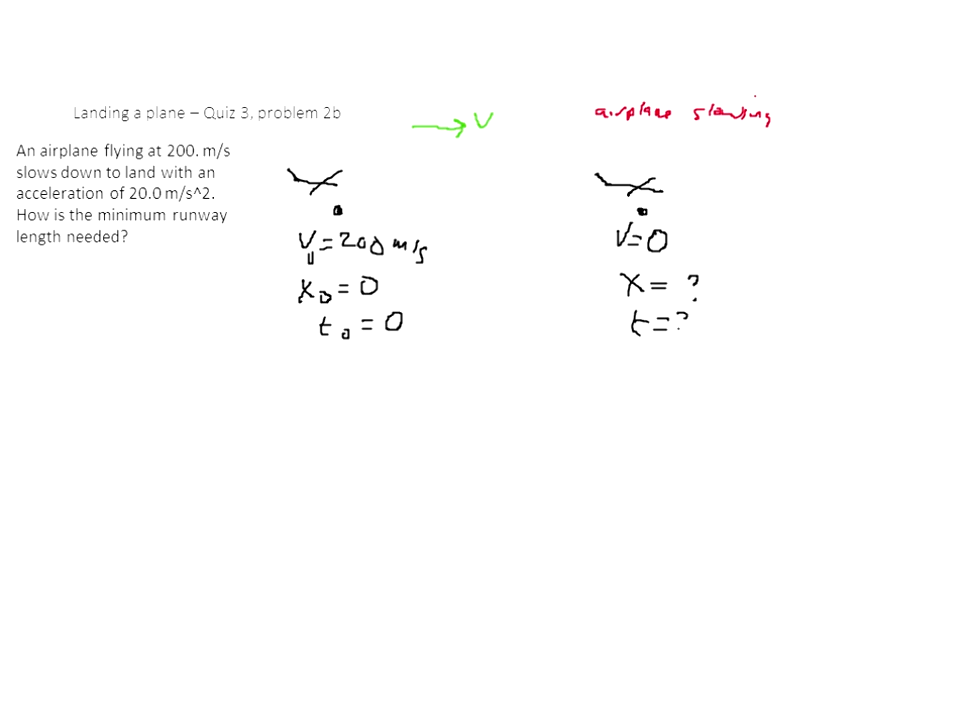 Landing a plane – Quiz 3, problem 2b
An airplane flying at 200. m/s
slows down to land with an
acceleration of 20.0 m/s^2.
How is the minimum runway
length needed?
V
airplane
V₀ = 200 m/s
X₀ = 0
t₀ = 0
V = 0
X = ?
t = ?